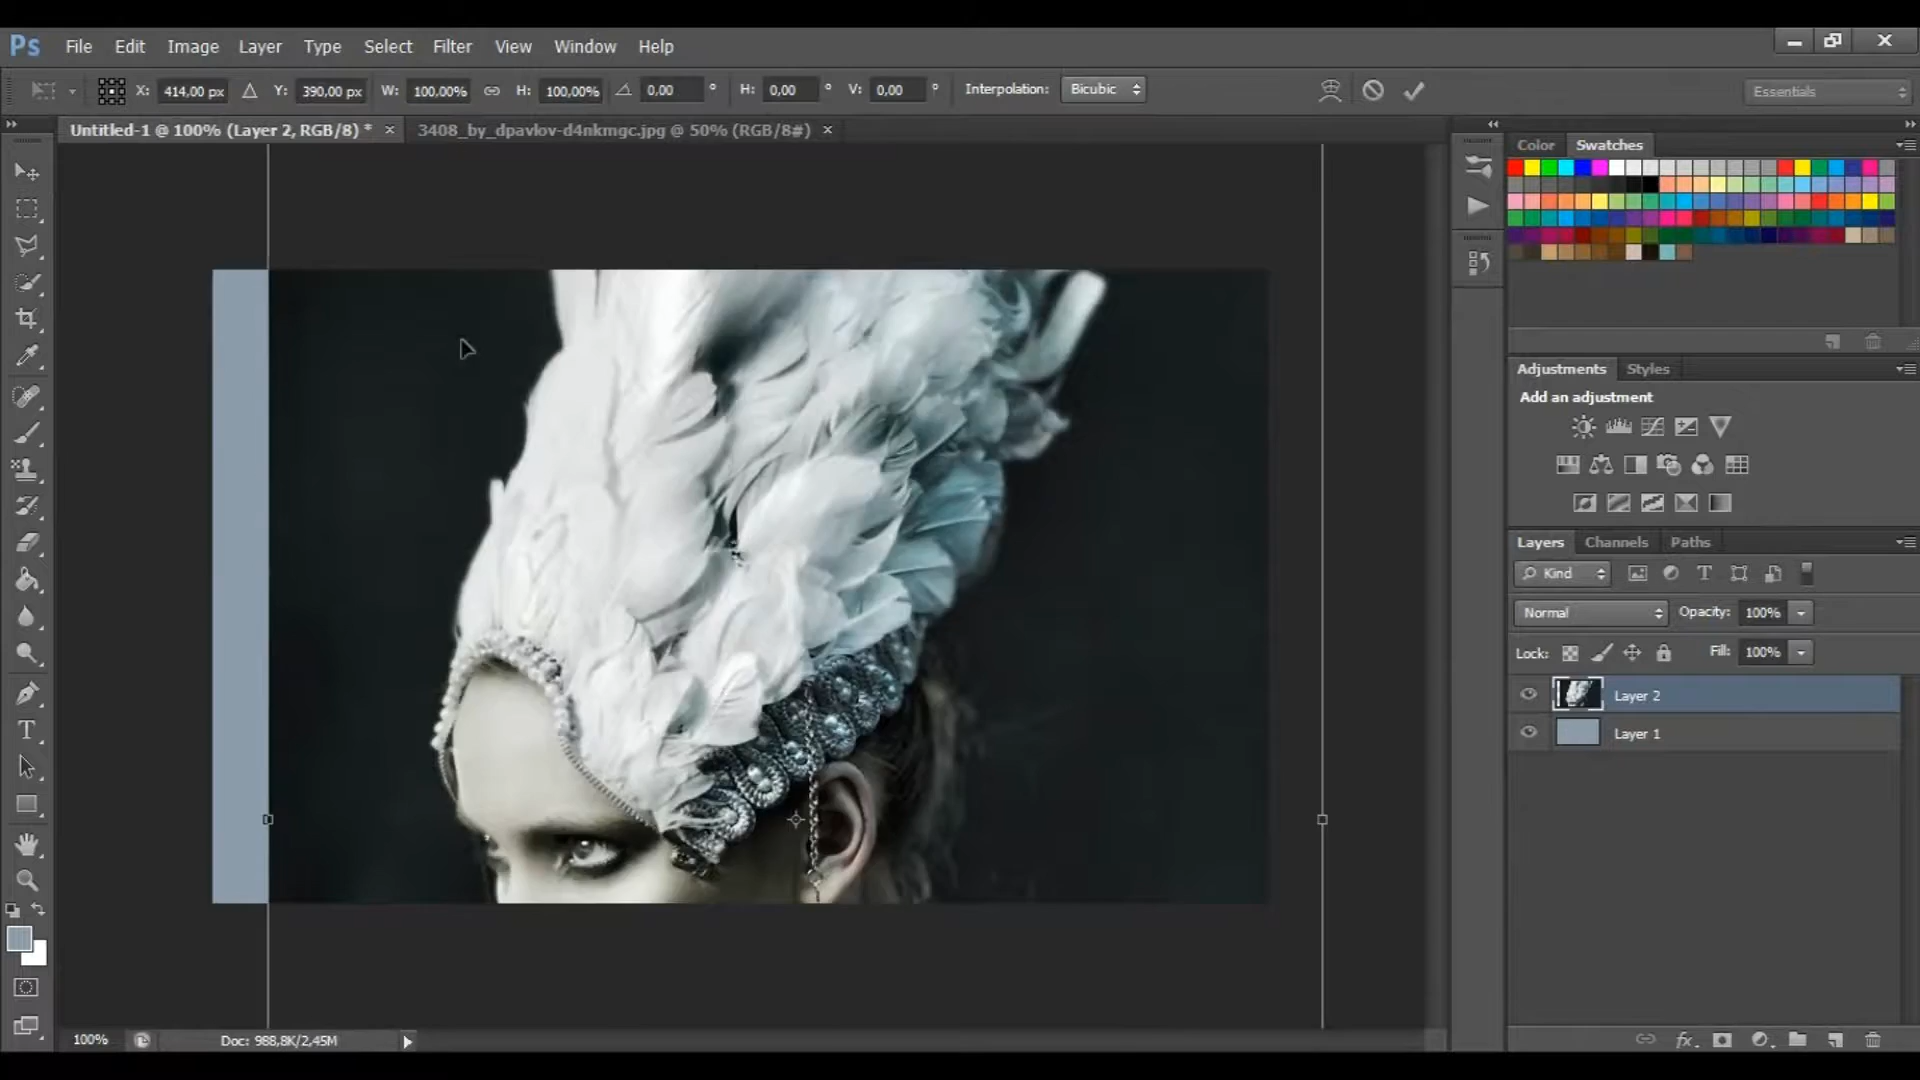 Ps File Edit Image Layer Type Select Filter View Window Help
X: 414,00 px Y: 390,00 px W: 100,00% H: 100,00% 0,00 ° H: 0,00 ° V: 0,00 ° Interpolation: Bicubic Essentials
Untitled-1 @ 100% (Layer 2, RGB/8) * × 3408_by_dpavlov-d4nkmgc.jpg @ 50% (RGB/8#) ×
Color Swatches
Adjustments Styles
Add an adjustment
Layers Channels Paths
Kind
Normal Opacity: 100%
Lock: Fill: 100%
Layer 2
Layer 1
100% Doc: 988,8K/2,45M